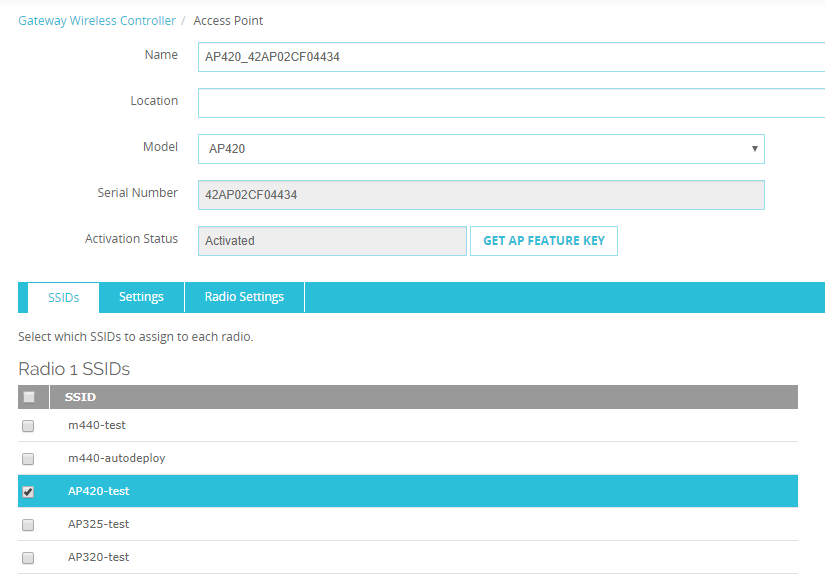 Gateway Wireless Controller / Access Point
Name AP420_42AP02CF04434
Location
Model AP420
Serial Number 42AP02CF04434
Activation Status Activated GET AP FEATURE KEY
SSIDs Settings Radio Settings
Select which SSIDs to assign to each radio.
Radio 1 SSIDs
SSID
m440-test
m440-autodeploy
AP420-test
AP325-test
AP320-test